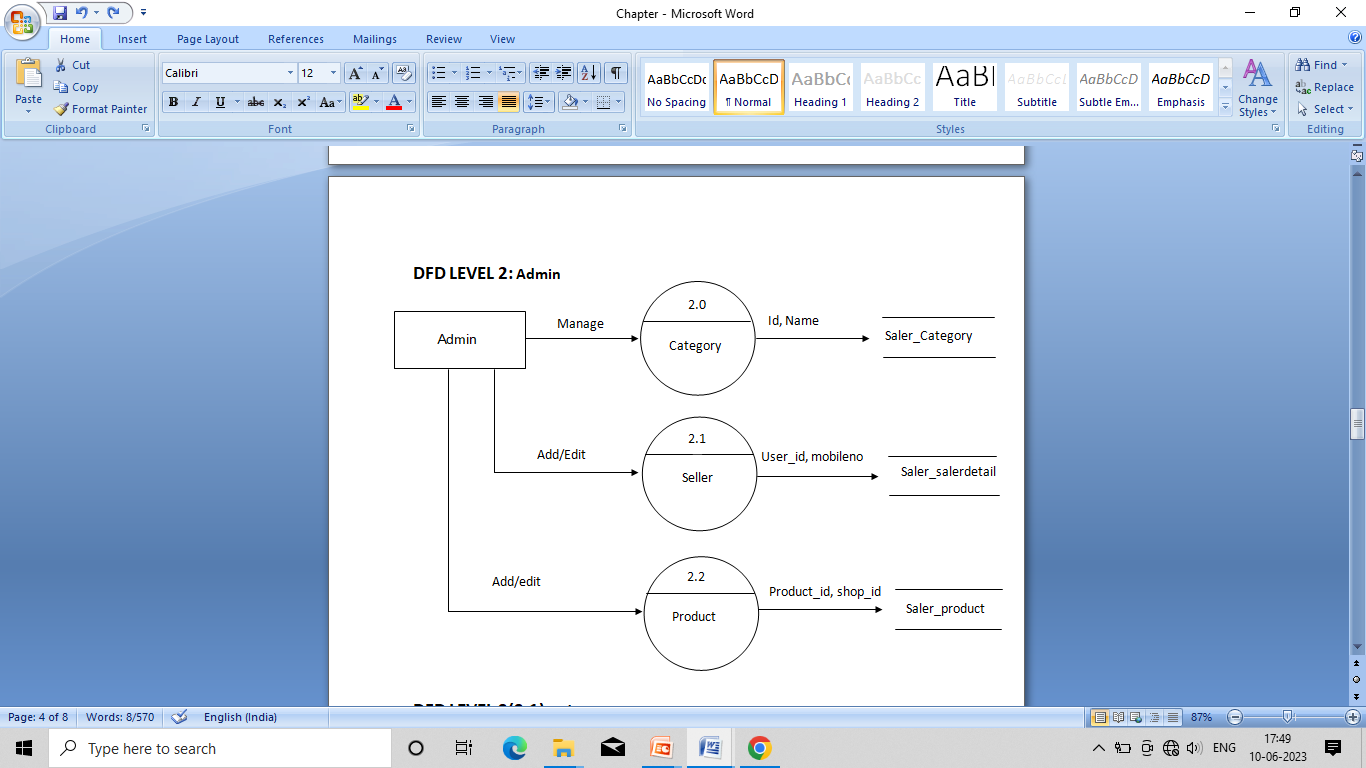 Chapter - Microsoft Word
Home Insert Page Layout References Mailings Review View
Paste
Cut
Copy
Format Painter
Clipboard
Calibri 12
Font
Paragraph
AaBbCcDc AaBbCcD AaBbC AaBbCc AaB AaBbCcL AaBbCcD AaBbCcD
No Spacing ¶ Normal Heading 1 Heading 2 Title Subtitle Subtle Em... Emphasis
Change Styles
Styles
Find
Replace
Select
Editing
DFD LEVEL 2: Admin
Admin
Manage
2.0
Category
Id, Name
Saler_Category
Add/Edit
2.1
Seller
User_id, mobileno
Saler_salerdetail
Add/edit
2.2
Product
Product_id, shop_id
Saler_product
Page: 4 of 8 Words: 8/570 English (India) 87%
Type here to search
ENG
17:49
10-06-2023